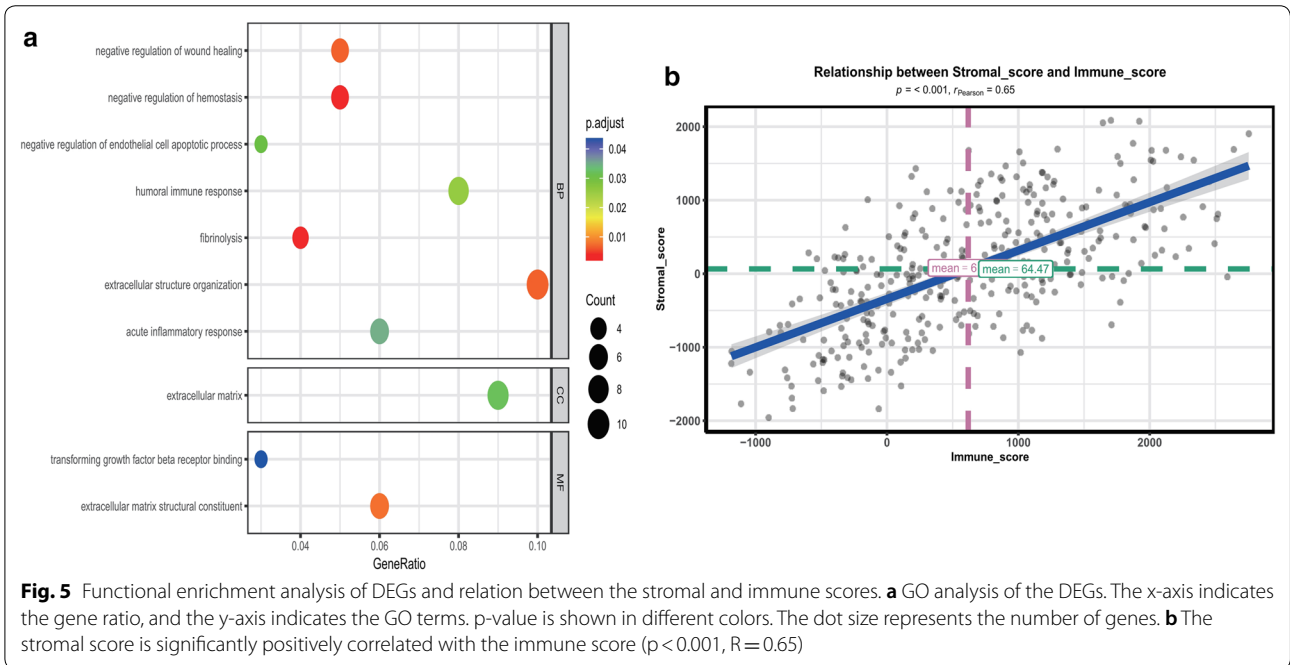 a
negative regulation of wound healing
negative regulation of hemostasis
negative regulation of endothelial cell apoptotic process
humoral immune response
fibrinolysis
extracellular structure organization
acute inflammatory response
extracellular matrix
transforming growth factor beta receptor binding
extracellular matrix structural constituent
BP
CC
MF
0.04
0.06
0.08
0.10
GeneRatio
p.adjust
0.04
0.03
0.02
0.01
Count
4
6
8
10
b
Relationship between Stromal_score and Immune_score
p = < 0.001, rPearson = 0.65
Stromal_score
2000
1000
0
−1000
−2000
mean = 6
mean = 64.47
−1000
0
1000
2000
Immune_score
Fig. 5 Functional enrichment analysis of DEGs and relation between the stromal and immune scores. a GO analysis of the DEGs. The x-axis indicates
the gene ratio, and the y-axis indicates the GO terms. p-value is shown in different colors. The dot size represents the number of genes. b The
stromal score is significantly positively correlated with the immune score (p < 0.001, R = 0.65)